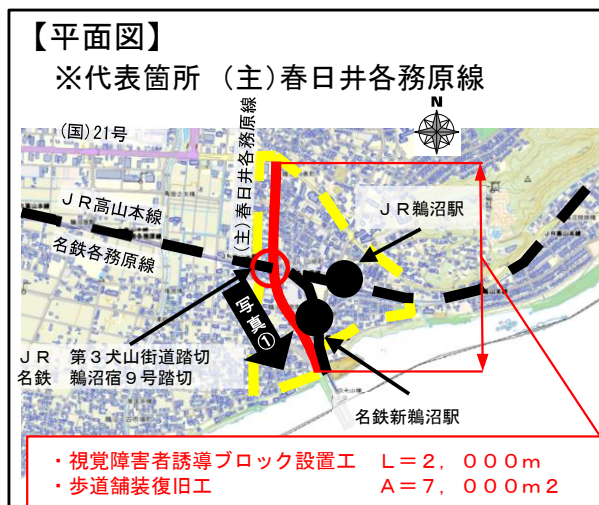 【平面図】
※代表箇所 (主)春日井各務原線
N
(国)21号
(主)春日井各務原線
ＪＲ高山本線
名鉄各務原線
ＪＲ鵜沼駅
写真①
ＪＲ 第３犬山街道踏切
名鉄 鵜沼宿９号踏切
名鉄新鵜沼駅
・視覚障害者誘導ブロック設置工 Ｌ＝２，０００ｍ
・歩道舗装復旧工 Ａ＝７，０００ｍ２